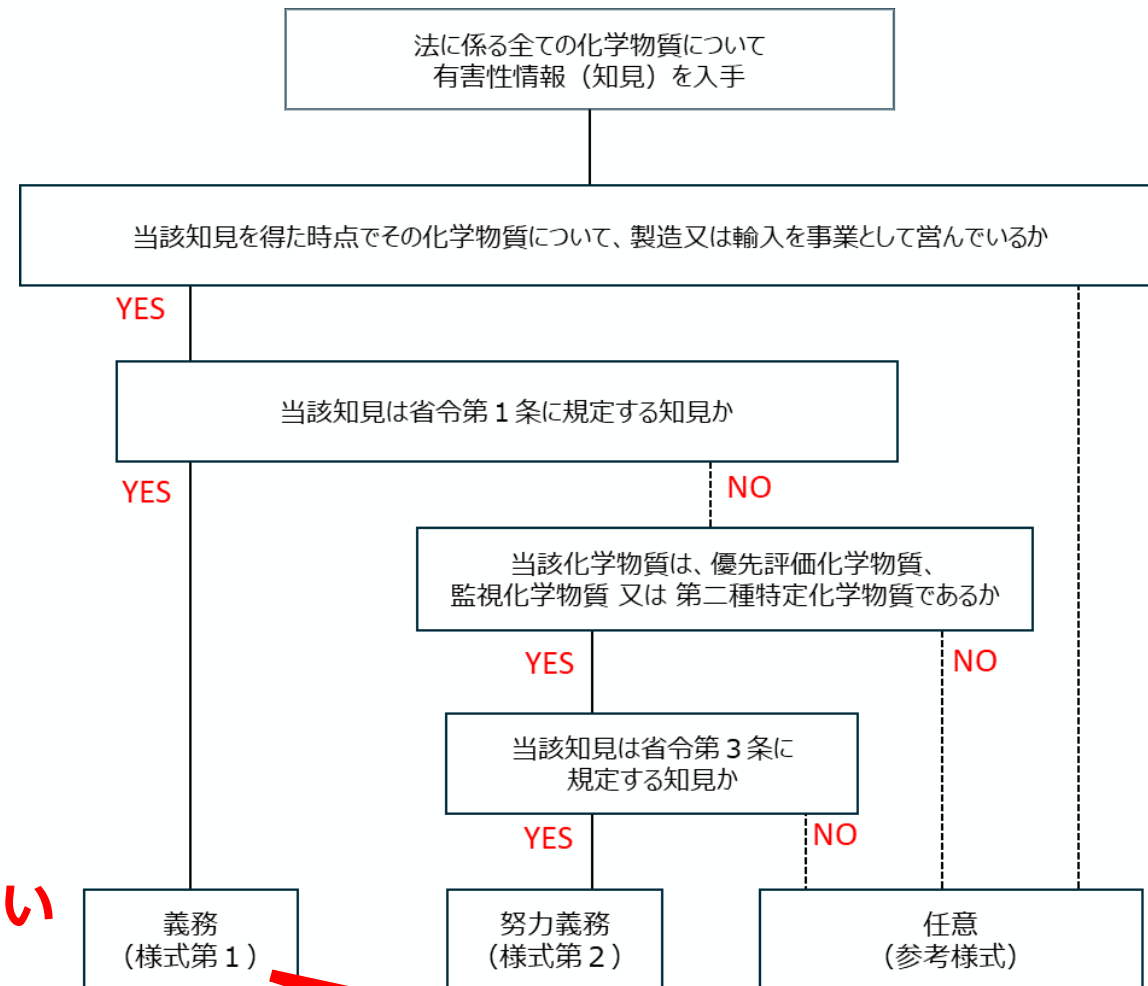 法に係る全ての化学物質について
有害性情報（知見）を入手
当該知見を得た時点でその化学物質について、製造又は輸入を事業として営んでいるか
YES
当該知見は省令第１条に規定する知見か
YES
NO
当該化学物質は、優先評価化学物質、
監視化学物質 又は 第二種特定化学物質であるか
YES
NO
当該知見は省令第３条に
規定する知見か
YES
NO
い
義務
（様式第１）
努力義務
（様式第２）
任意
（参考様式）